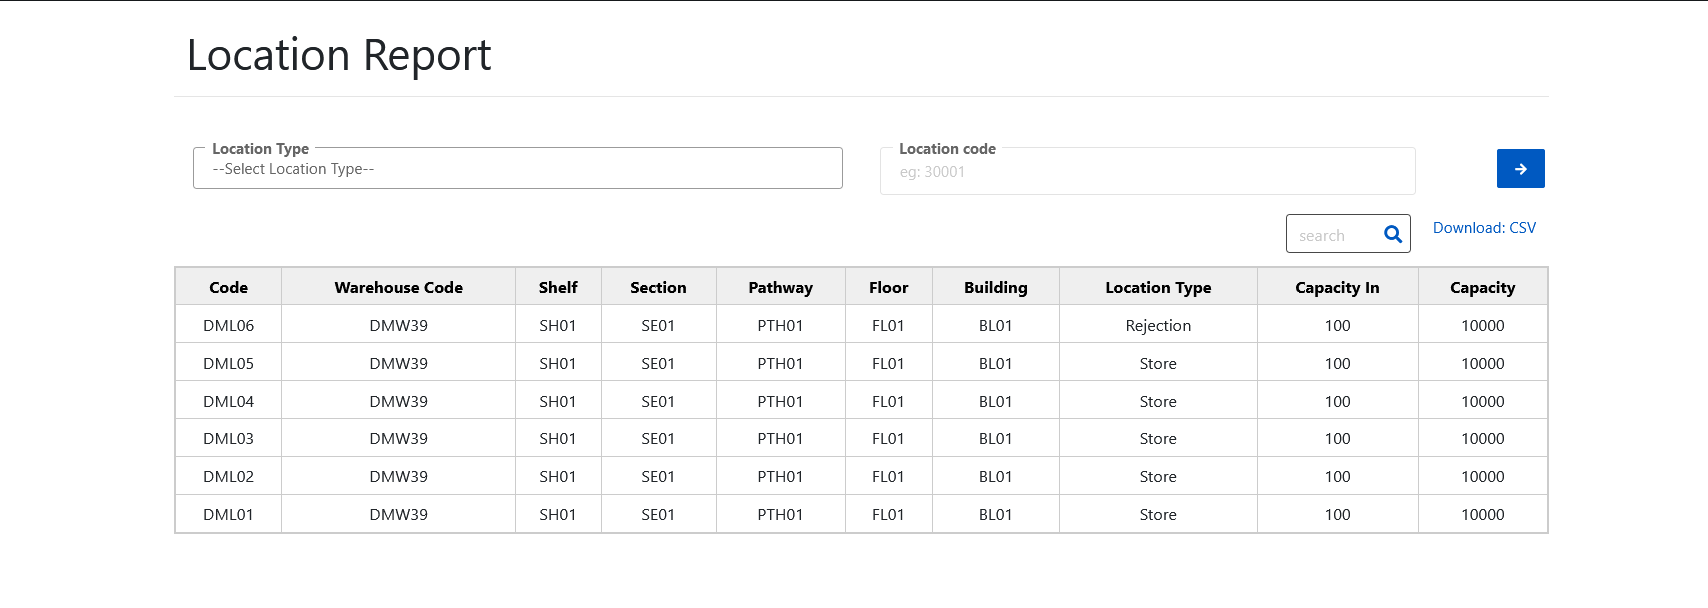 Location Report
Location Type
--Select Location Type--
Location code
eg: 30001
search
Download: CSV
Code Warehouse Code Shelf Section Pathway Floor Building Location Type Capacity In Capacity
DML06 DMW39 SH01 SE01 PTH01 FL01 BL01 Rejection 100 10000
DML05 DMW39 SH01 SE01 PTH01 FL01 BL01 Store 100 10000
DML04 DMW39 SH01 SE01 PTH01 FL01 BL01 Store 100 10000
DML03 DMW39 SH01 SE01 PTH01 FL01 BL01 Store 100 10000
DML02 DMW39 SH01 SE01 PTH01 FL01 BL01 Store 100 10000
DML01 DMW39 SH01 SE01 PTH01 FL01 BL01 Store 100 10000